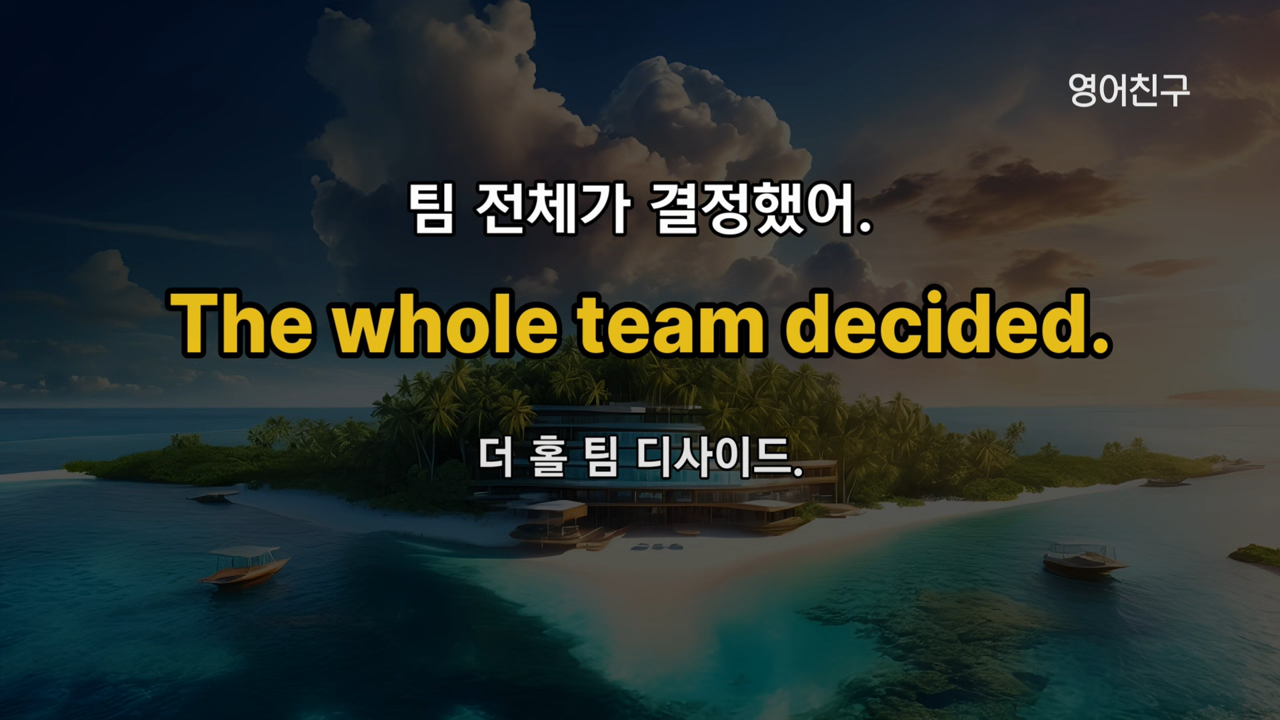 영어친구
팀 전체가 결정했어.
The whole team decided.
더 홀 팀 디사이드.